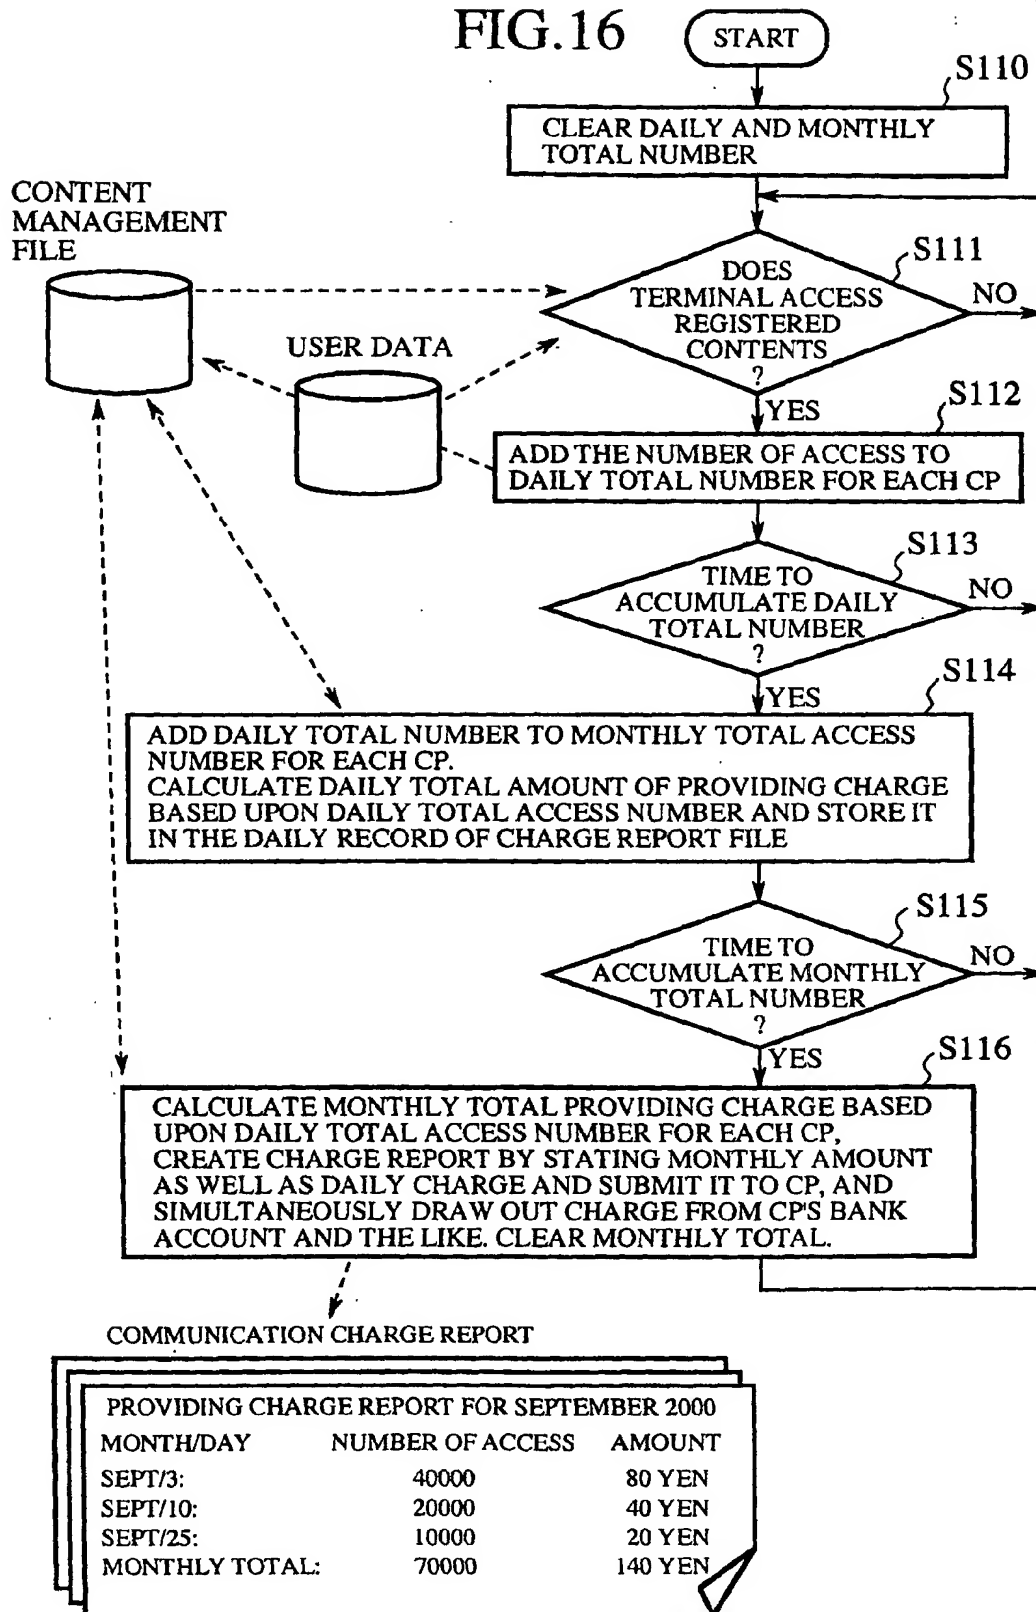 FIG.16
START
S110
CLEAR DAILY AND MONTHLY
TOTAL NUMBER
CONTENT
MANAGEMENT
FILE
S111
DOES
TERMINAL ACCESS
REGISTERED
CONTENTS
?
NO
USER DATA
YES
S112
ADD THE NUMBER OF ACCESS TO
DAILY TOTAL NUMBER FOR EACH CP
S113
TIME TO
ACCUMULATE DAILY
TOTAL NUMBER
?
NO
YES
S114
ADD DAILY TOTAL NUMBER TO MONTHLY TOTAL ACCESS
NUMBER FOR EACH CP.
CALCULATE DAILY TOTAL AMOUNT OF PROVIDING CHARGE
BASED UPON DAILY TOTAL ACCESS NUMBER AND STORE IT
IN THE DAILY RECORD OF CHARGE REPORT FILE
S115
TIME TO
ACCUMULATE MONTHLY
TOTAL NUMBER
?
NO
YES
S116
CALCULATE MONTHLY TOTAL PROVIDING CHARGE BASED
UPON DAILY TOTAL ACCESS NUMBER FOR EACH CP,
CREATE CHARGE REPORT BY STATING MONTHLY AMOUNT
AS WELL AS DAILY CHARGE AND SUBMIT IT TO CP, AND
SIMULTANEOUSLY DRAW OUT CHARGE FROM CP'S BANK
ACCOUNT AND THE LIKE. CLEAR MONTHLY TOTAL.
COMMUNICATION CHARGE REPORT
PROVIDING CHARGE REPORT FOR SEPTEMBER 2000
MONTH/DAY NUMBER OF ACCESS AMOUNT
SEPT/3: 40000 80 YEN
SEPT/10: 20000 40 YEN
SEPT/25: 10000 20 YEN
MONTHLY TOTAL: 70000 140 YEN